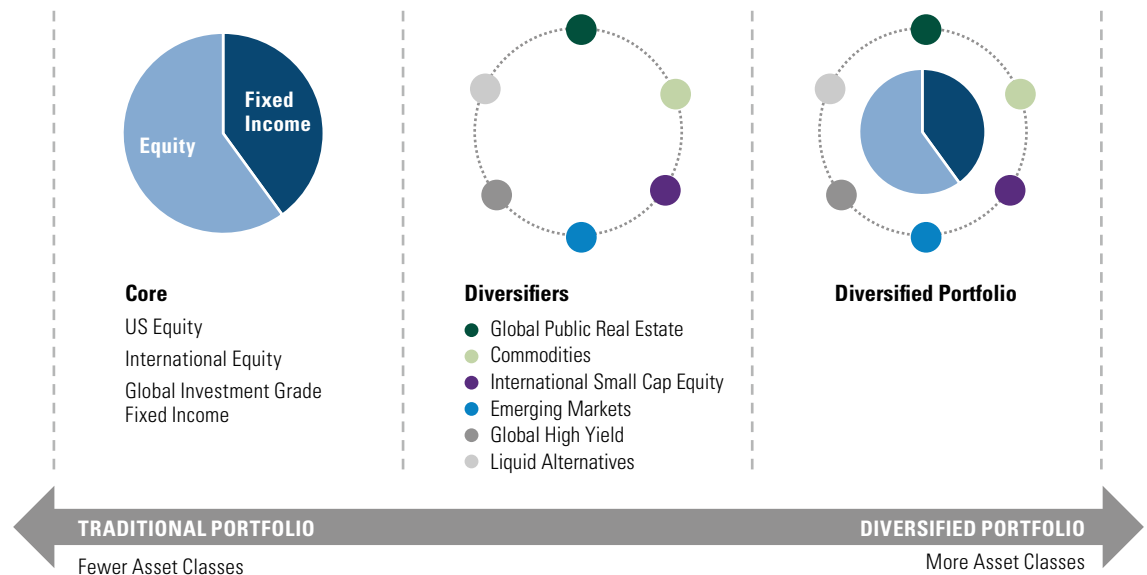 Equity
Fixed
Income
Core
US Equity
International Equity
Global Investment Grade
Fixed Income
Diversifiers
Global Public Real Estate
Commodities
International Small Cap Equity
Emerging Markets
Global High Yield
Liquid Alternatives
Diversified Portfolio
TRADITIONAL PORTFOLIO
Fewer Asset Classes
DIVERSIFIED PORTFOLIO
More Asset Classes